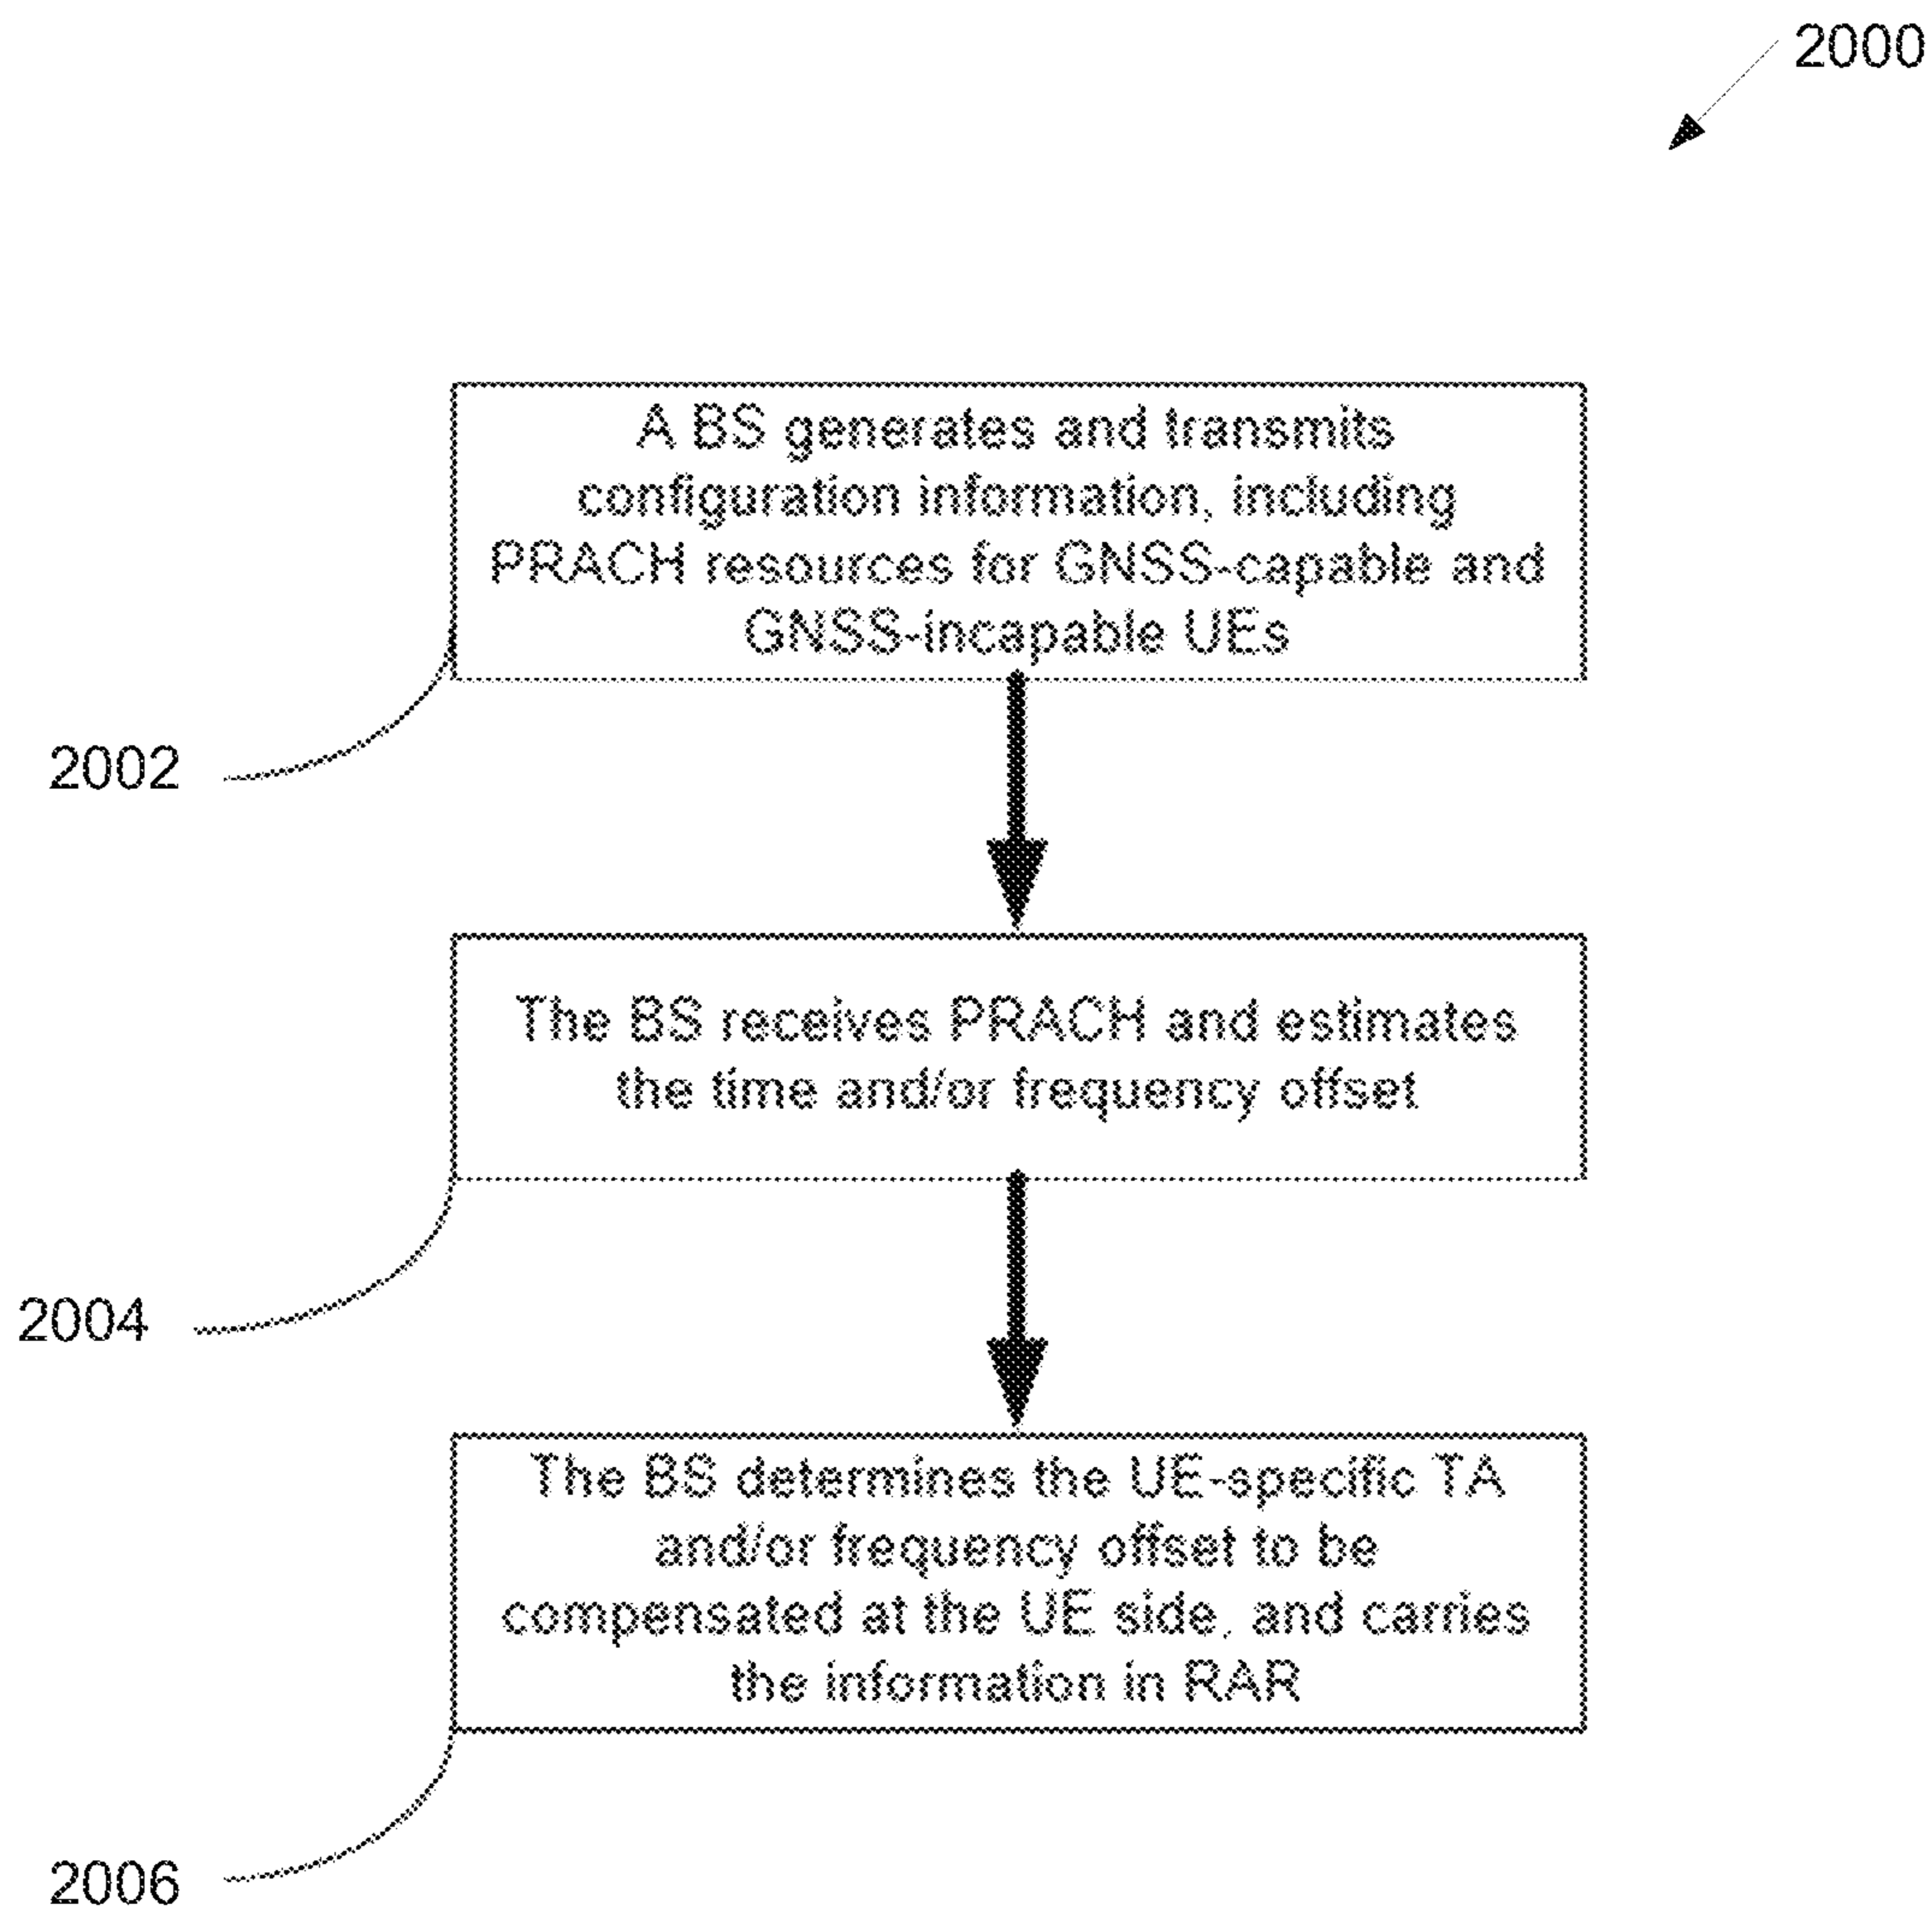 2000
A BS generates and transmits
configuration information, including
PRACH resources for GNSS-capable and
GNSS-incapable UEs
2002
The BS receives PRACH and estimates
the time and/or frequency offset
2004
The BS determines the UE-specific TA
and/or frequency offset to be
compensated at the UE side, and carries
the information in RAR
2006